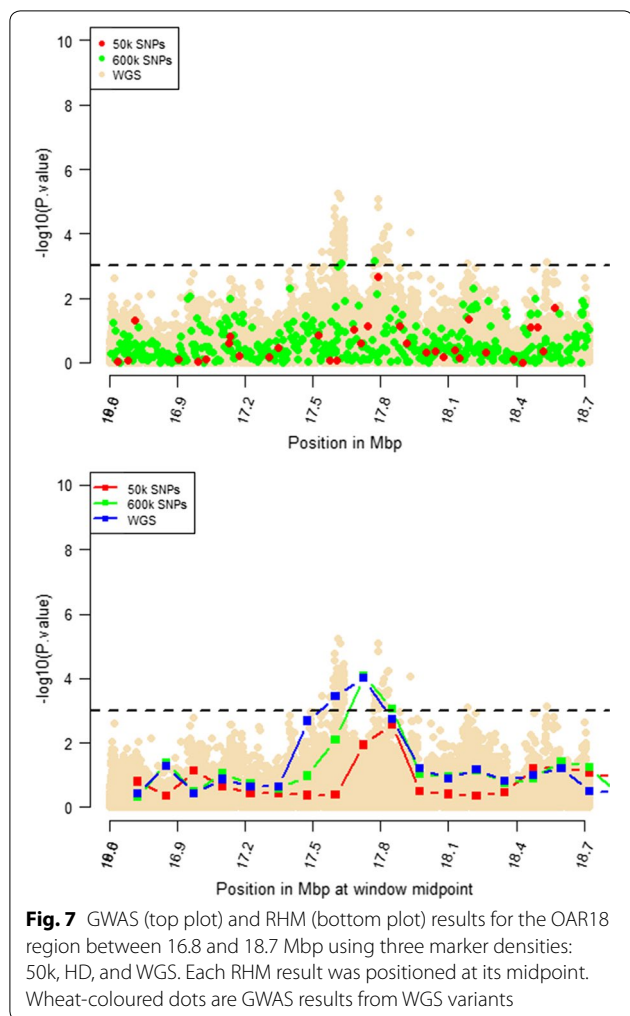 10
8
6
4
2
0
-log10(P.value)
50k SNPs
600k SNPs
WGS
16.9
17.2
17.5
17.8
18.1
18.4
18.7
Position in Mbp
10
8
6
4
2
0
-log10(P.value)
50k SNPs
600k SNPs
WGS
16.9
17.2
17.5
17.8
18.1
18.4
18.7
Position in Mbp at window midpoint
Fig. 7 GWAS (top plot) and RHM (bottom plot) results for the OAR18
region between 16.8 and 18.7 Mbp using three marker densities:
50k, HD, and WGS. Each RHM result was positioned at its midpoint.
Wheat-coloured dots are GWAS results from WGS variants